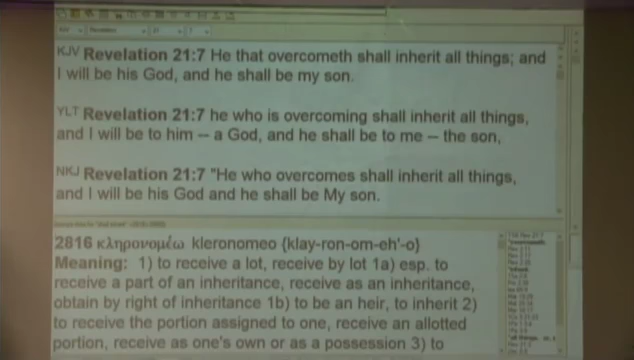 KJV Revelation 21:7 He that overcometh shall inherit all things; and
I will be his God, and he shall be my son.
YLT Revelation 21:7 he who is overcoming shall inherit all things,
and I will be to him -- a God, and he shall be to me -- the son,
NKJ Revelation 21:7 "He who overcomes shall inherit all things,
and I will be his God and he shall be My son.
2816 κληρονομέω kleronomeo {klay-ron-om-eh'-o}
Meaning: 1) to receive a lot, receive by lot 1a) esp. to
receive a part of an inheritance, receive as an inheritance,
obtain by right of inheritance 1b) to be an heir, to inherit 2)
to receive the portion assigned to one, receive an allotted
portion, receive as one's own or as a possession 3) to